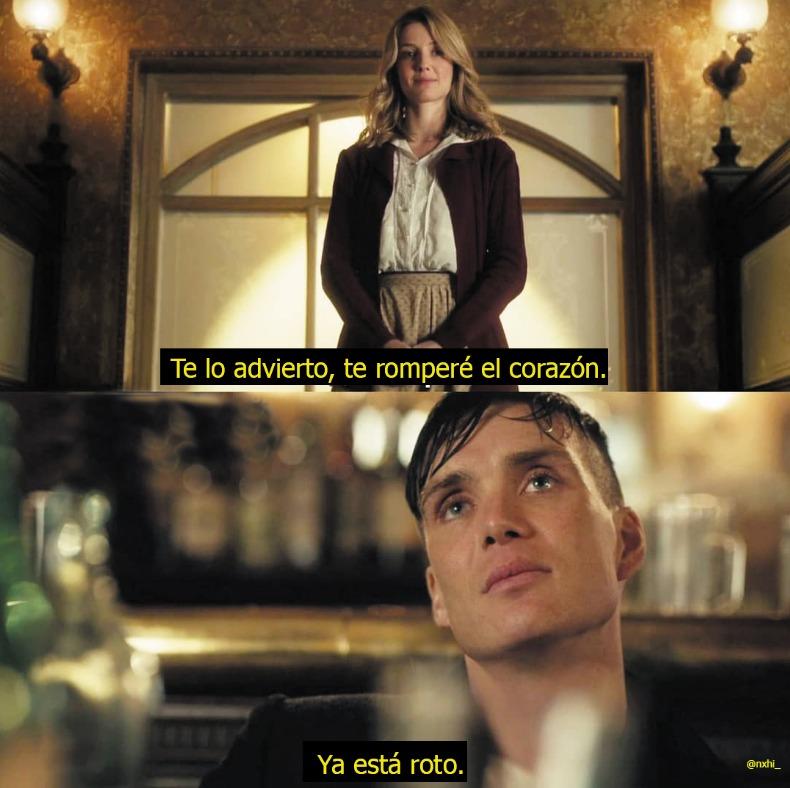 Te lo advierto, te romperé el corazón.
Ya está roto.
@nxhi_